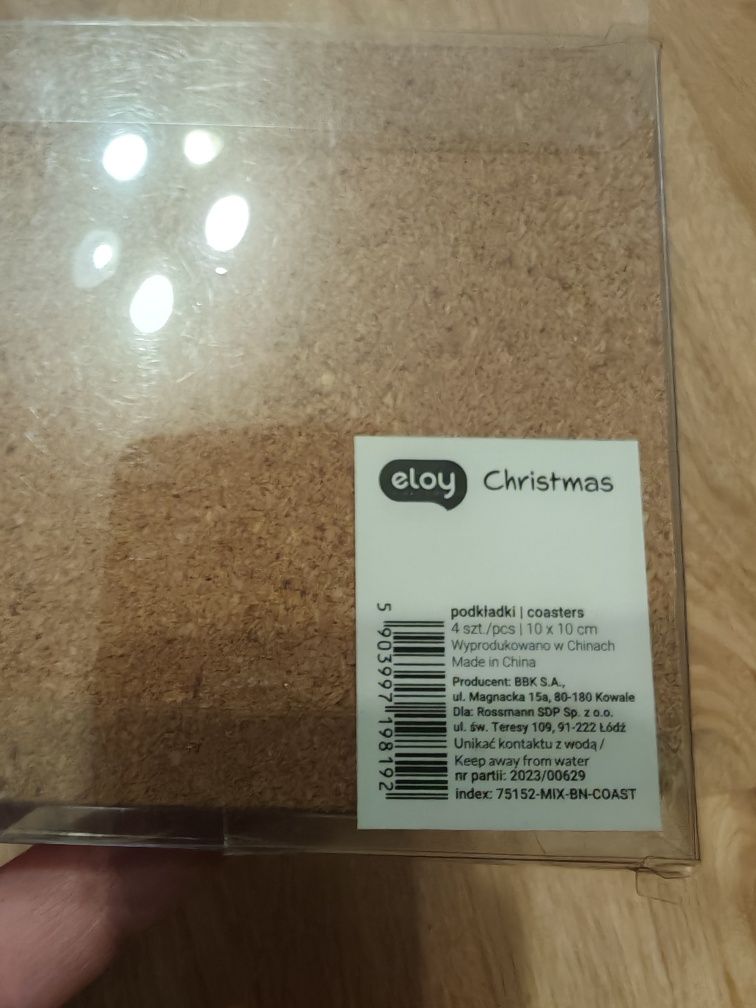 eloy Christmas
podkładki | coasters
4 szt./pcs | 10 x 10 cm
Wyprodukowano w Chinach
Made in China
Producent: BBK S.A.,
ul. Magnacka 15a, 80-180 Kowale
Dla: Rossmann SDP Sp. z o.o.
ul. św. Teresy 109, 91-222 Łódź
Unikać kontaktu z wodą /
Keep away from water
nr partii: 2023/00629
index: 75152-MIX-BN-COAST
5 903997 198192